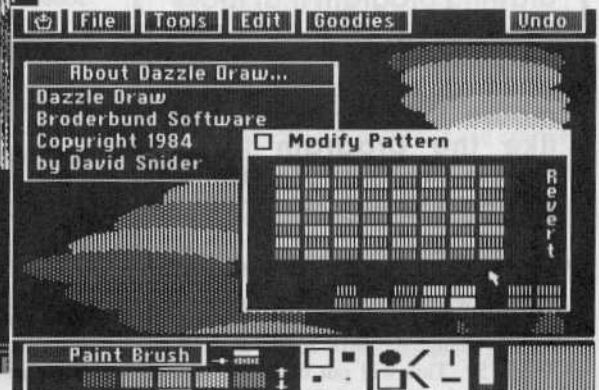 File Tools Edit Goodies Undo
About Dazzle Draw...
Dazzle Draw
Broderbund Software
Copyright 1984
by David Snider
Modify Pattern
Revert
Paint Brush